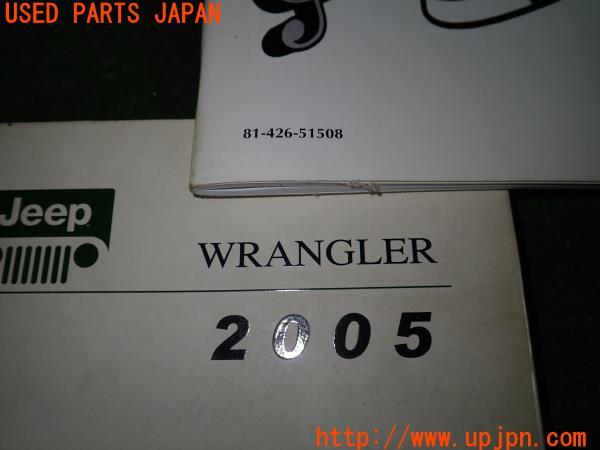 USED PARTS JAPAN
81-426-51508
Jeep
WRANGLER
2005
http://www.upjpn.com/